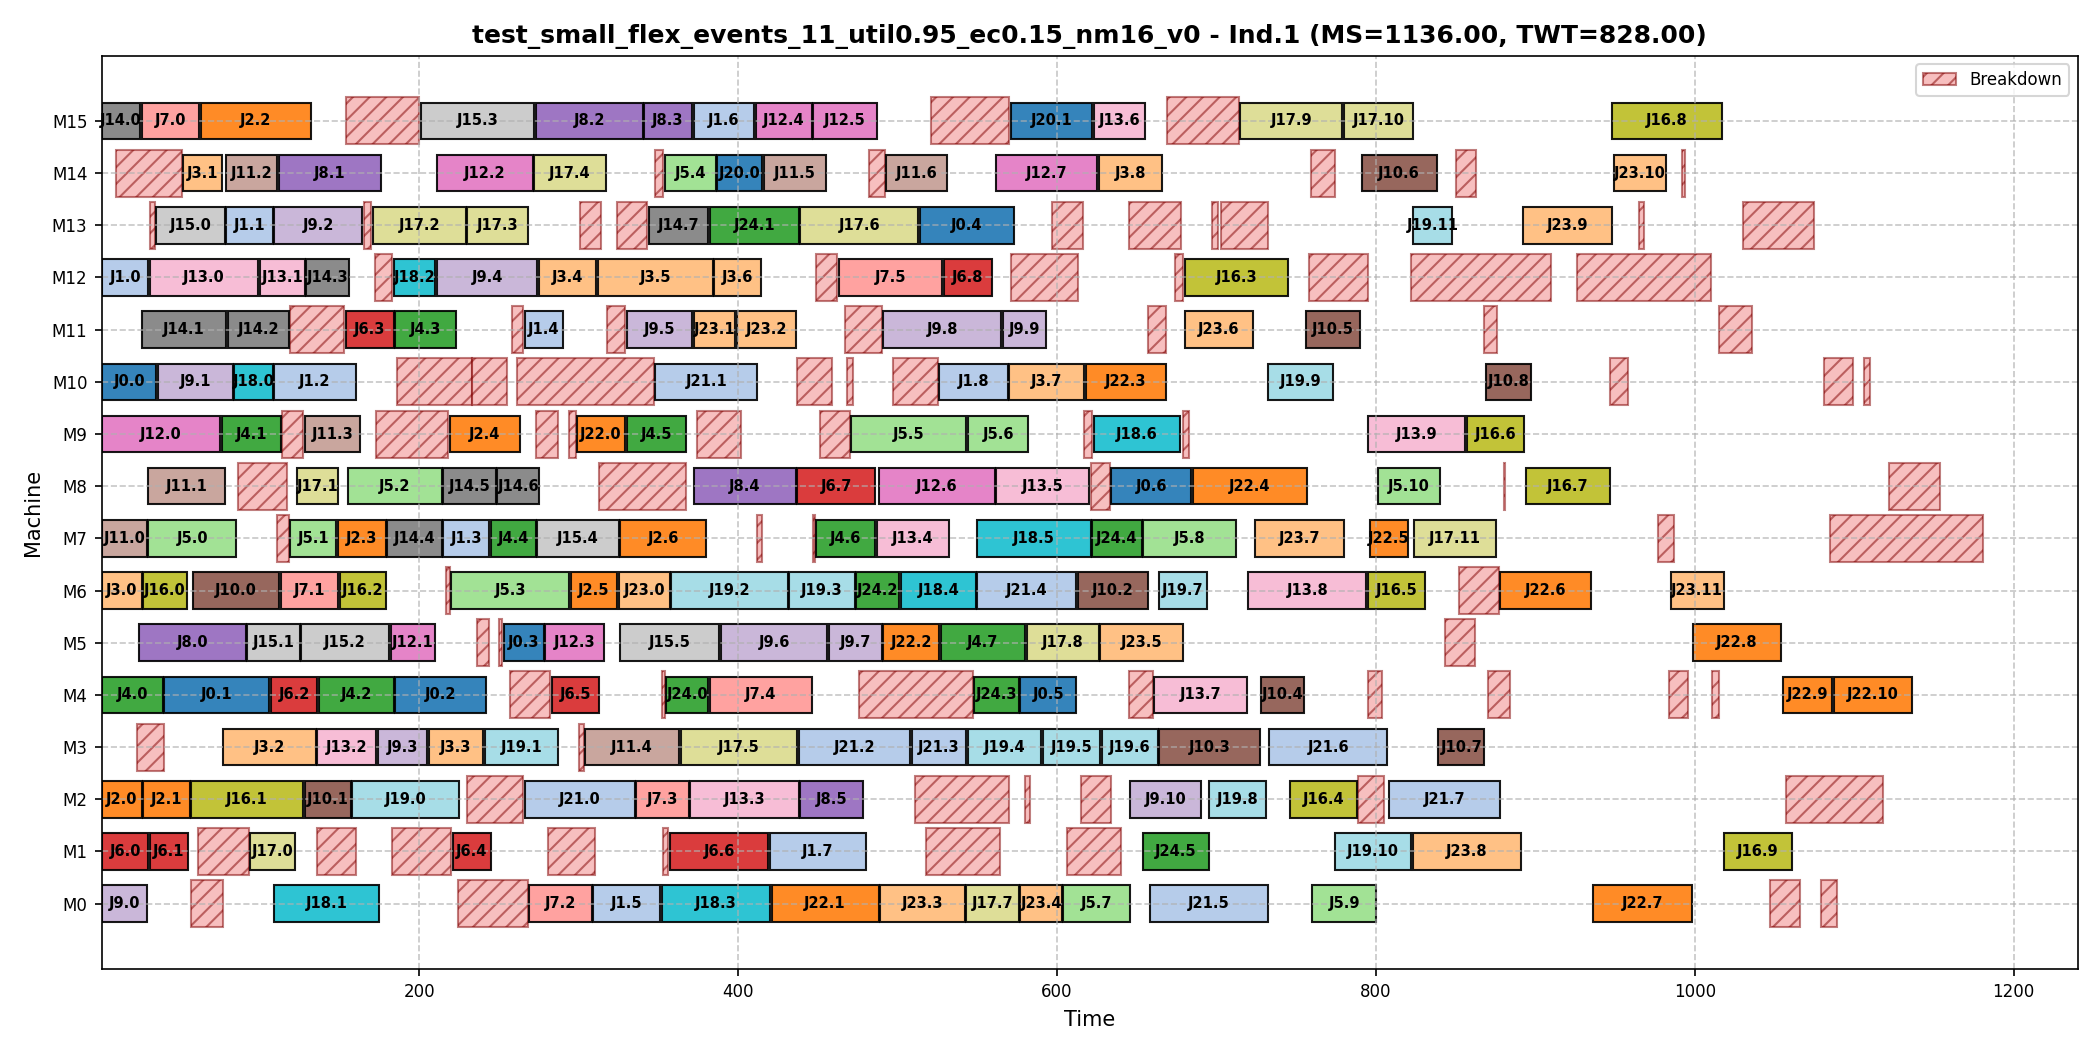 test_small_flex_events_11_util0.95_ec0.15_nm16_v0 - Ind.1 (MS=1136.00, TWT=828.00)
Breakdown
M15 J14.0 J7.0 J2.2 J15.3 J8.2 J8.3 J1.6 J12.4 J12.5 J20.1 J13.6 J17.9 J17.10 J16.8
M14 J3.1 J11.2 J8.1 J12.2 J17.4 J5.4 J20.0 J11.5 J11.6 J12.7 J3.8 J10.6 J23.10
M13 J15.0 J1.1 J9.2 J17.2 J17.3 J14.7 J24.1 J17.6 J0.4 J19.11 J23.9
M12 J1.0 J13.0 J13.1 J14.3 J18.2 J9.4 J3.4 J3.5 J3.6 J7.5 J6.8 J16.3
M11 J14.1 J14.2 J6.3 J4.3 J1.4 J9.5 J23.1 J23.2 J9.8 J9.9 J23.6 J10.5
M10 J0.0 J9.1 J18.0 J1.2 J21.1 J1.8 J3.7 J22.3 J19.9 J10.8
M9 J12.0 J4.1 J11.3 J2.4 J22.0 J4.5 J5.5 J5.6 J18.6 J13.9 J16.6
M8 J11.1 J17.1 J5.2 J14.5 J14.6 J8.4 J6.7 J12.6 J13.5 J0.6 J22.4 J5.10 J16.7
M7 J11.0 J5.0 J5.1 J2.3 J14.4 J1.3 J4.4 J15.4 J2.6 J4.6 J13.4 J18.5 J24.4 J5.8 J23.7 J22.5 J17.11
M6 J3.0 J16.0 J10.0 J7.1 J16.2 J5.3 J2.5 J23.0 J19.2 J19.3 J24.2 J18.4 J21.4 J10.2 J19.7 J13.8 J16.5 J22.6 J23.11
M5 J8.0 J15.1 J15.2 J12.1 J0.3 J12.3 J15.5 J9.6 J9.7 J22.2 J4.7 J17.8 J23.5 J22.8
M4 J4.0 J0.1 J6.2 J4.2 J0.2 J6.5 J24.0 J7.4 J24.3 J0.5 J13.7 J10.4 J22.9 J22.10
M3 J3.2 J13.2 J9.3 J3.3 J19.1 J11.4 J17.5 J21.2 J21.3 J19.4 J19.5 J19.6 J10.3 J21.6 J10.7
M2 J2.0 J2.1 J16.1 J10.1 J19.0 J21.0 J7.3 J13.3 J8.5 J9.10 J19.8 J16.4 J21.7
M1 J6.0 J6.1 J17.0 J6.4 J6.6 J1.7 J24.5 J19.10 J23.8 J16.9
M0 J9.0 J18.1 J7.2 J1.5 J18.3 J22.1 J23.3 J17.7 J23.4 J5.7 J21.5 J5.9 J22.7
Machine
200 400 600 800 1000 1200
Time